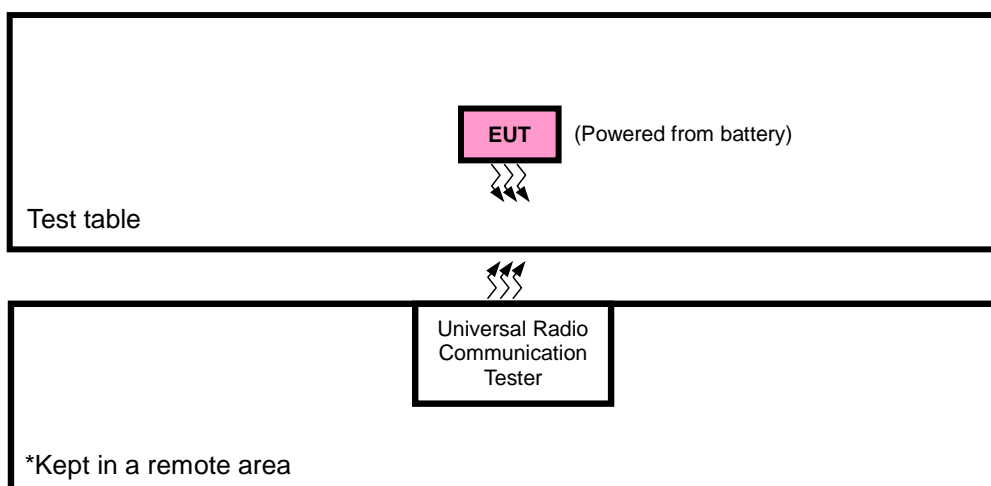 EUT
(Powered from battery)
Test table
Universal Radio
Communication
Tester
*Kept in a remote area